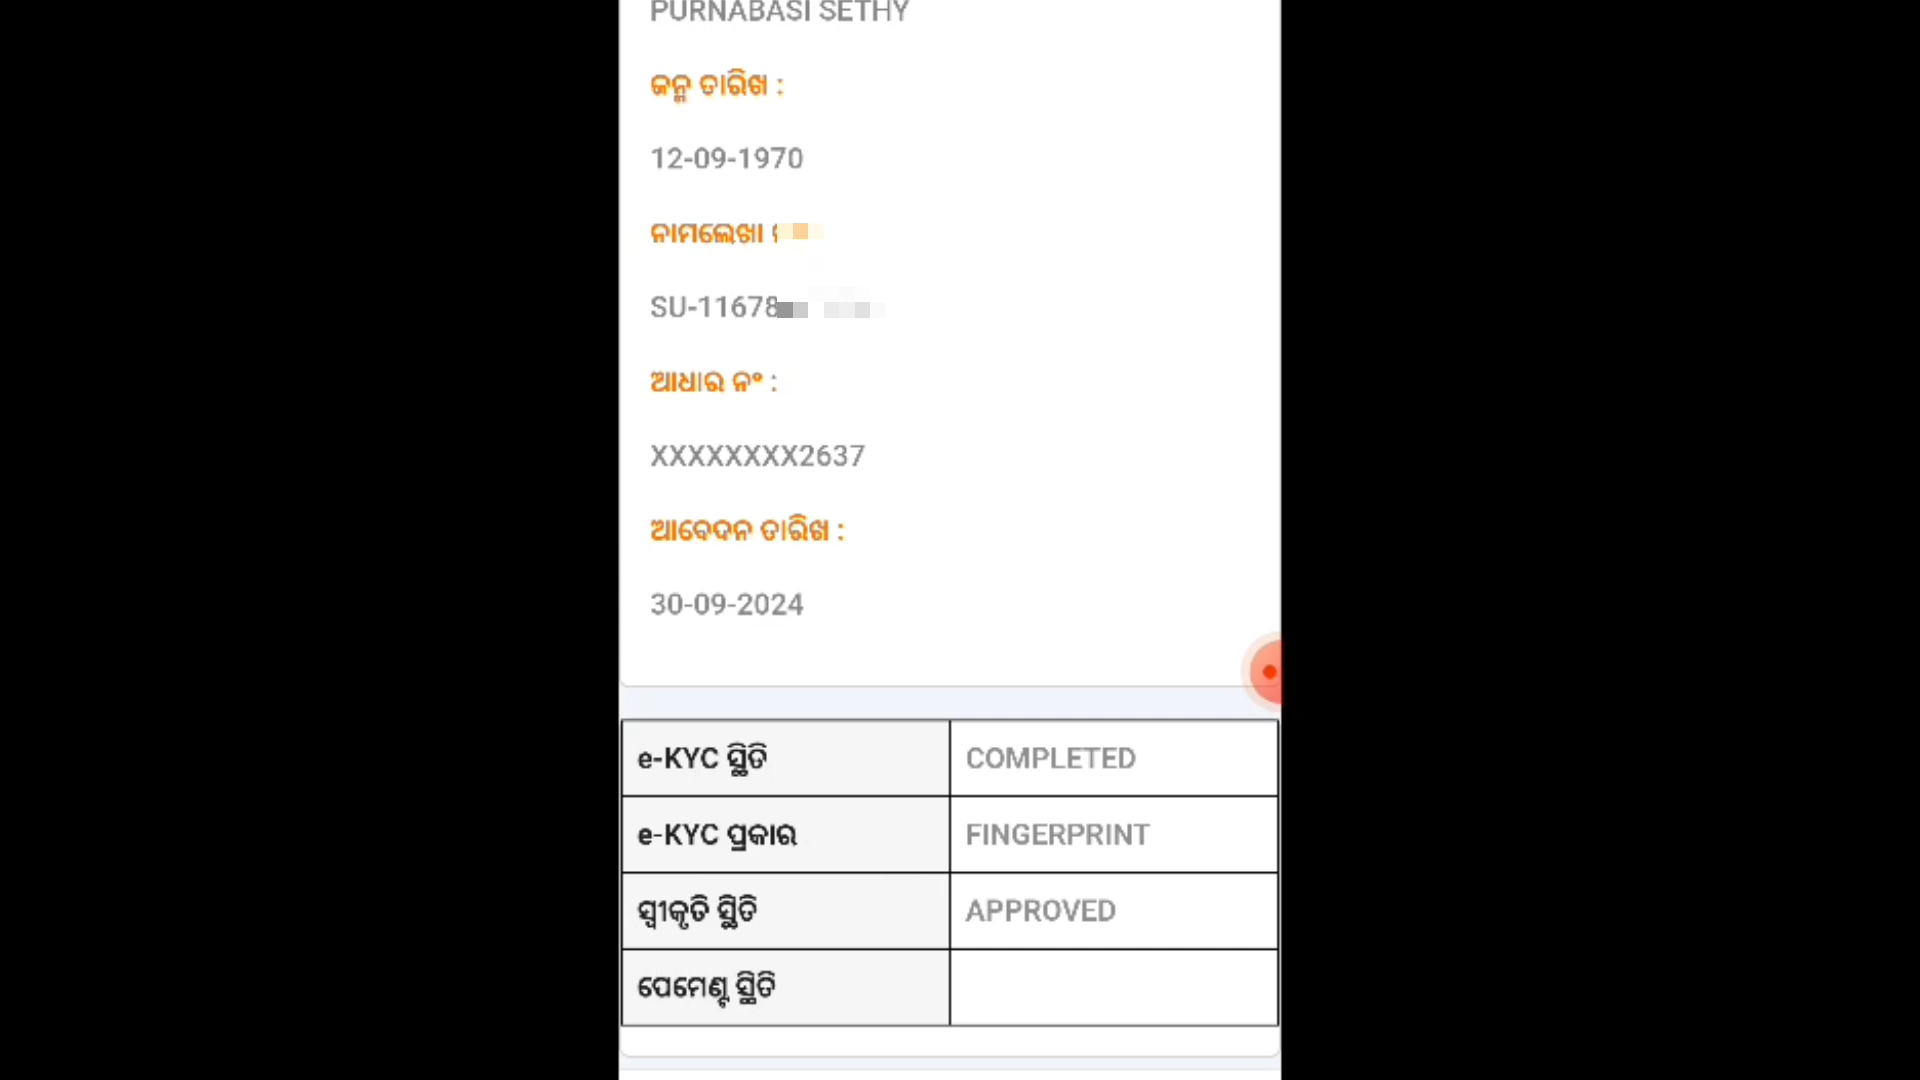 PURNABASI SETHY
ଜନ୍ମ ତାରିଖ :
12-09-1970
ନାମଲେଖା
SU-11678
ଆଧାର ନଂ :
XXXXXXXX2637
ଆବେଦନ ତାରିଖ :
30-09-2024
e-KYC ସ୍ଥିତି COMPLETED
e-KYC ପ୍ରକାର FINGERPRINT
ସ୍ୱୀକୃତି ସ୍ଥିତି APPROVED
ପେମେଣ୍ଟ ସ୍ଥିତି